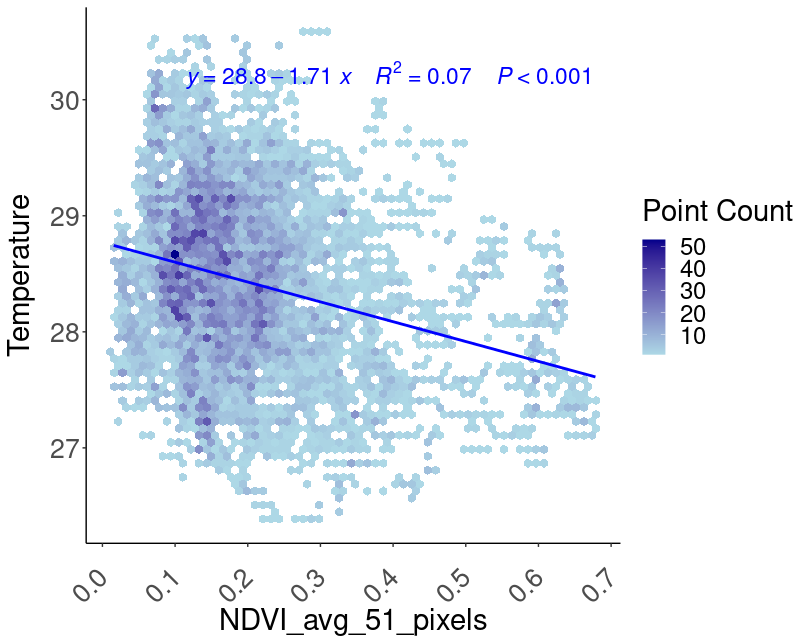 y = 28.8 − 1.71 x R² = 0.07 P < 0.001
30
29
28
27
Temperature
0.0 0.1 0.2 0.3 0.4 0.5 0.6 0.7
NDVI_avg_51_pixels
Point Count
50
40
30
20
10